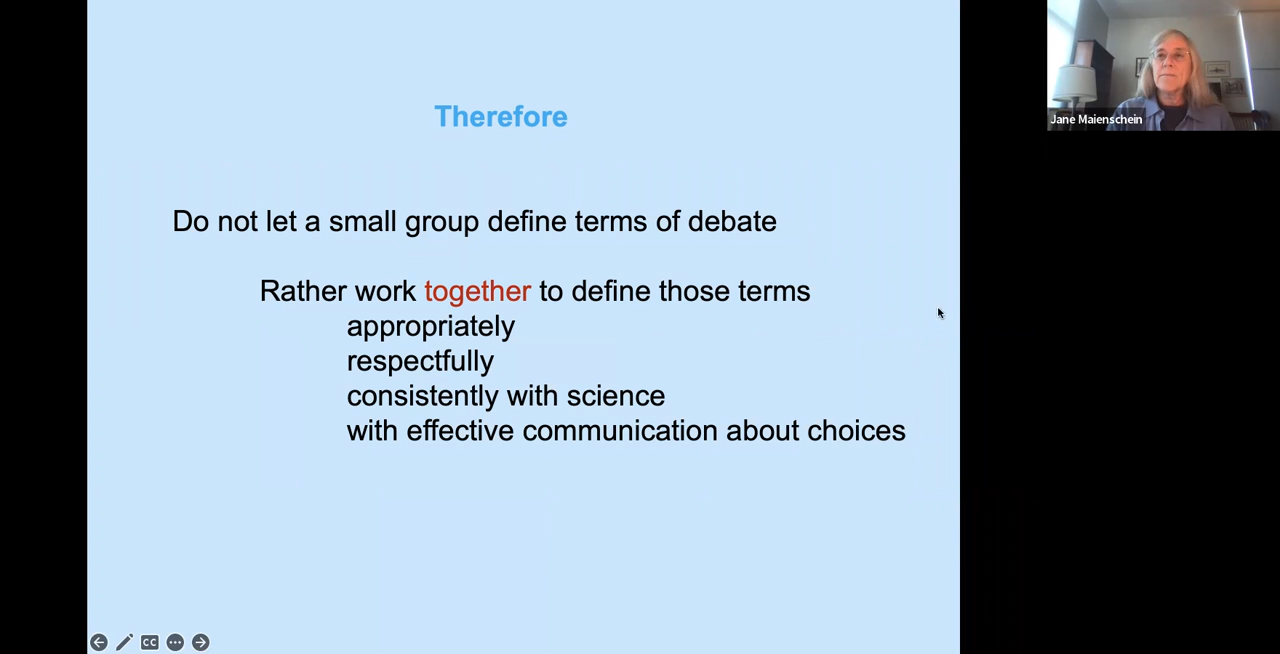 Therefore
Do not let a small group define terms of debate
Rather work together to define those terms
appropriately
respectfully
consistently with science
with effective communication about choices
Jane Maienschein
CC